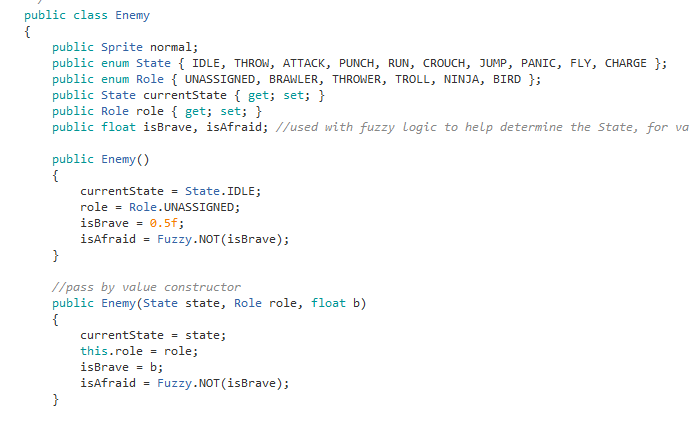 public class Enemy
{
public Sprite normal;
public enum State { IDLE, THROW, ATTACK, PUNCH, RUN, CROUCH, JUMP, PANIC, FLY, CHARGE };
public enum Role { UNASSIGNED, BRAWLER, THROWER, TROLL, NINJA, BIRD };
public State currentState { get; set; }
public Role role { get; set; }
public float isBrave, isAfraid; //used with fuzzy logic to help determine the State, for va
public Enemy()
{
currentState = State.IDLE;
role = Role.UNASSIGNED;
isBrave = 0.5f;
isAfraid = Fuzzy.NOT(isBrave);
}
//pass by value constructor
public Enemy(State state, Role role, float b)
{
currentState = state;
this.role = role;
isBrave = b;
isAfraid = Fuzzy.NOT(isBrave);
}